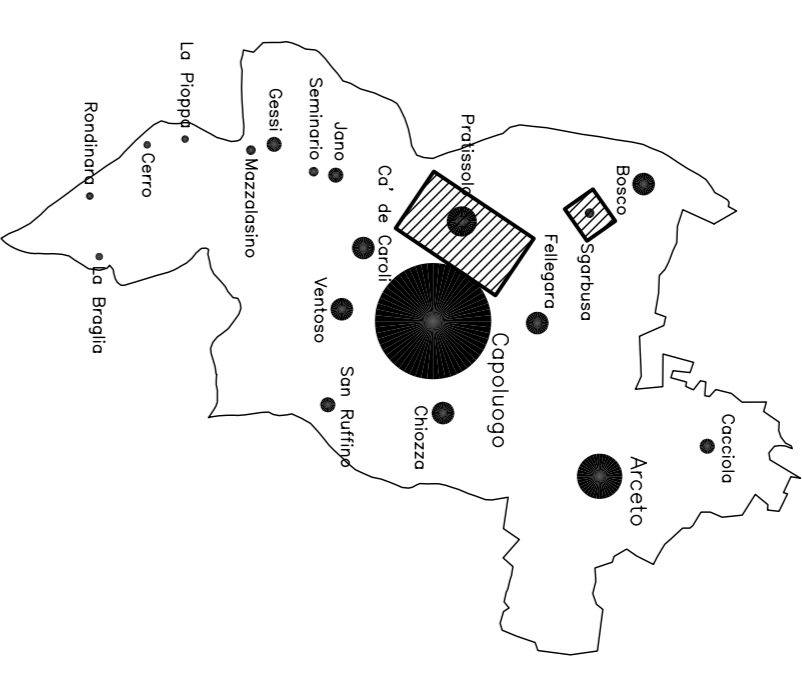 La Pioppa
Rondinara
Cerro
Gessi
Seminario
Jano
Mazzalasino
Pratissolo
Ca' de Caroli
Bosco
Sgarbusa
Fellegara
La Braglia
Ventoso
Capoluogo
San Ruffino
Chiozza
Cacciola
Arceto